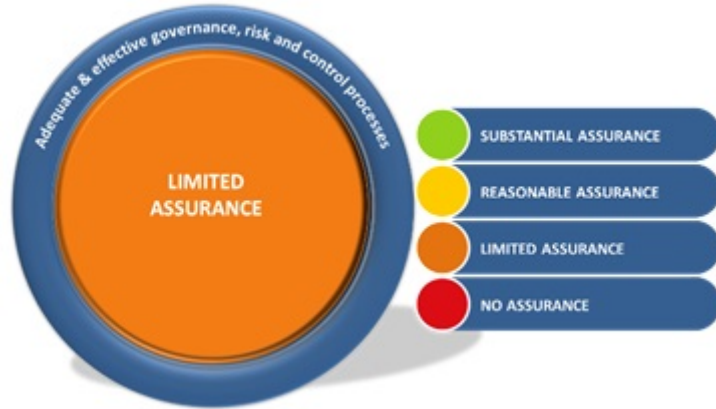 Adequate & effective governance, risk and control processes
LIMITED
ASSURANCE
SUBSTANTIAL ASSURANCE
REASONABLE ASSURANCE
LIMITED ASSURANCE
NO ASSURANCE